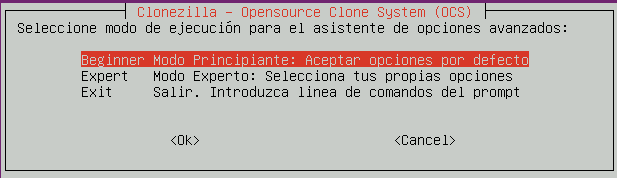 Clonezilla - Opensource Clone System (OCS)
Seleccione modo de ejecución para el asistente de opciones avanzados:
Beginner Modo Principiante: Aceptar opciones por defecto
Expert Modo Experto: Selecciona tus propias opciones
Exit Salir. Introduzca linea de comandos del prompt
<Ok> <Cancel>